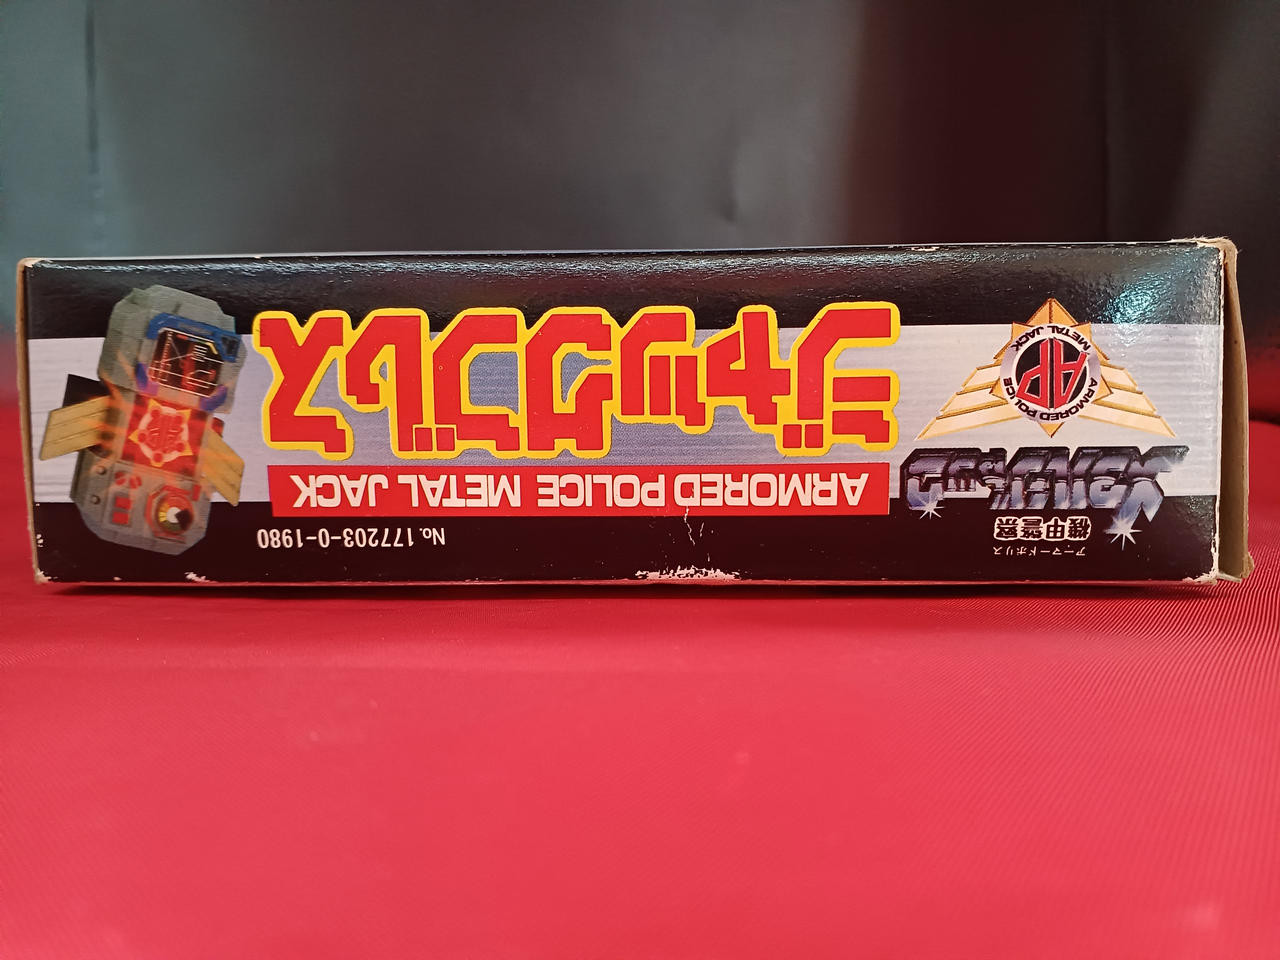 アーマードポリス
機甲警察
メタルジャック
ARMORED POLICE
AP
METAL JACK
No. 177203-0-1980
ARMORED POLICE METAL JACK
ジャックブレス